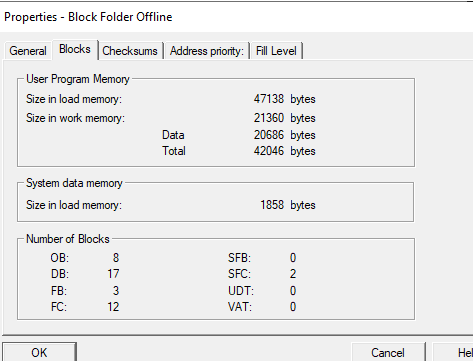 Properties - Block Folder Offline
General Blocks Checksums Address priority: Fill Level
User Program Memory
Size in load memory: 47138 bytes
Size in work memory: 21360 bytes
Data 20686 bytes
Total 42046 bytes
System data memory
Size in load memory: 1858 bytes
Number of Blocks
OB: 8 SFB: 0
DB: 17 SFC: 2
FB: 3 UDT: 0
FC: 12 VAT: 0
OK Cancel Hel